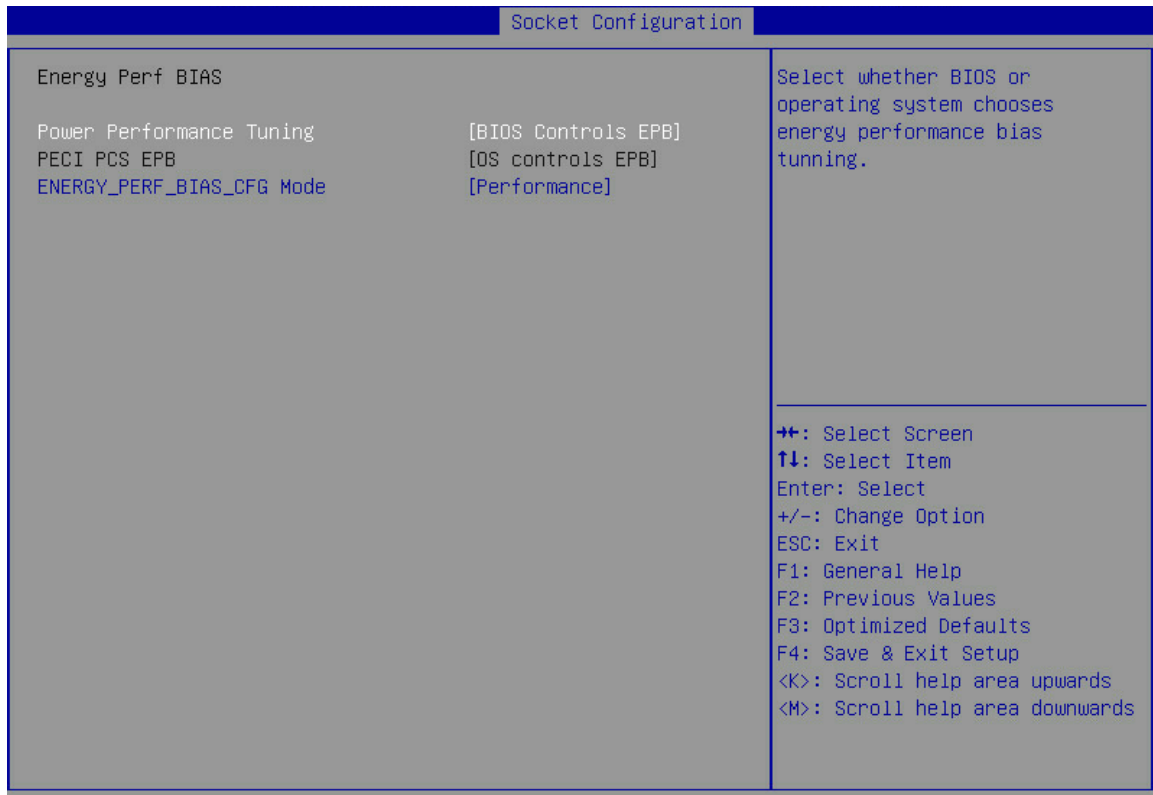 Socket Configuration
Energy Perf BIAS
Power Performance Tuning [BIOS Controls EPB]
PECI PCS EPB [OS controls EPB]
ENERGY_PERF_BIAS_CFG Mode [Performance]
Select whether BIOS or
operating system chooses
energy performance bias
tunning.
→←: Select Screen
↑↓: Select Item
Enter: Select
+/-: Change Option
ESC: Exit
F1: General Help
F2: Previous Values
F3: Optimized Defaults
F4: Save & Exit Setup
<K>: Scroll help area upwards
<M>: Scroll help area downwards